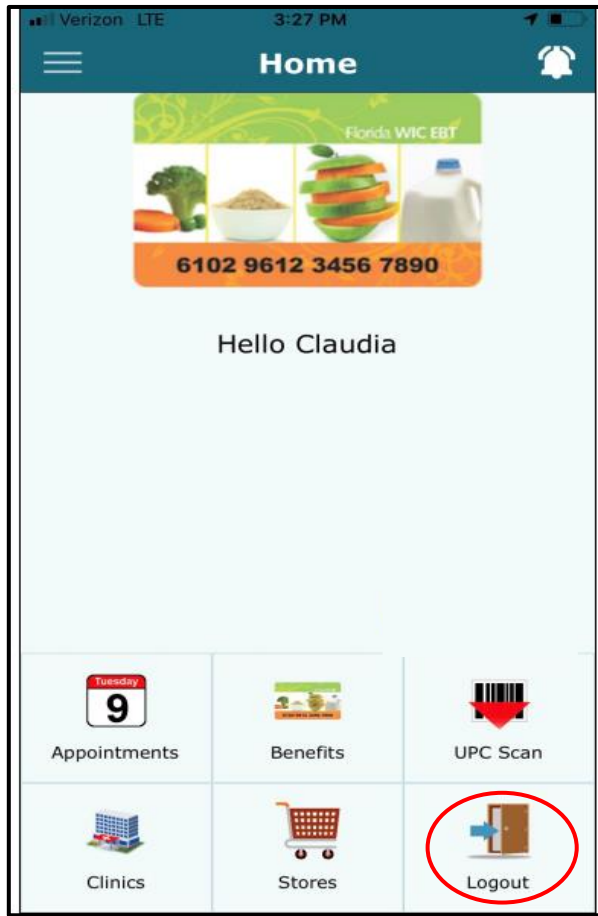 Verizon LTE 3:27 PM
Home
Florida WIC EBT
6102 9612 3456 7890
Hello Claudia
Tuesday
9
Appointments Benefits UPC Scan
Clinics Stores Logout